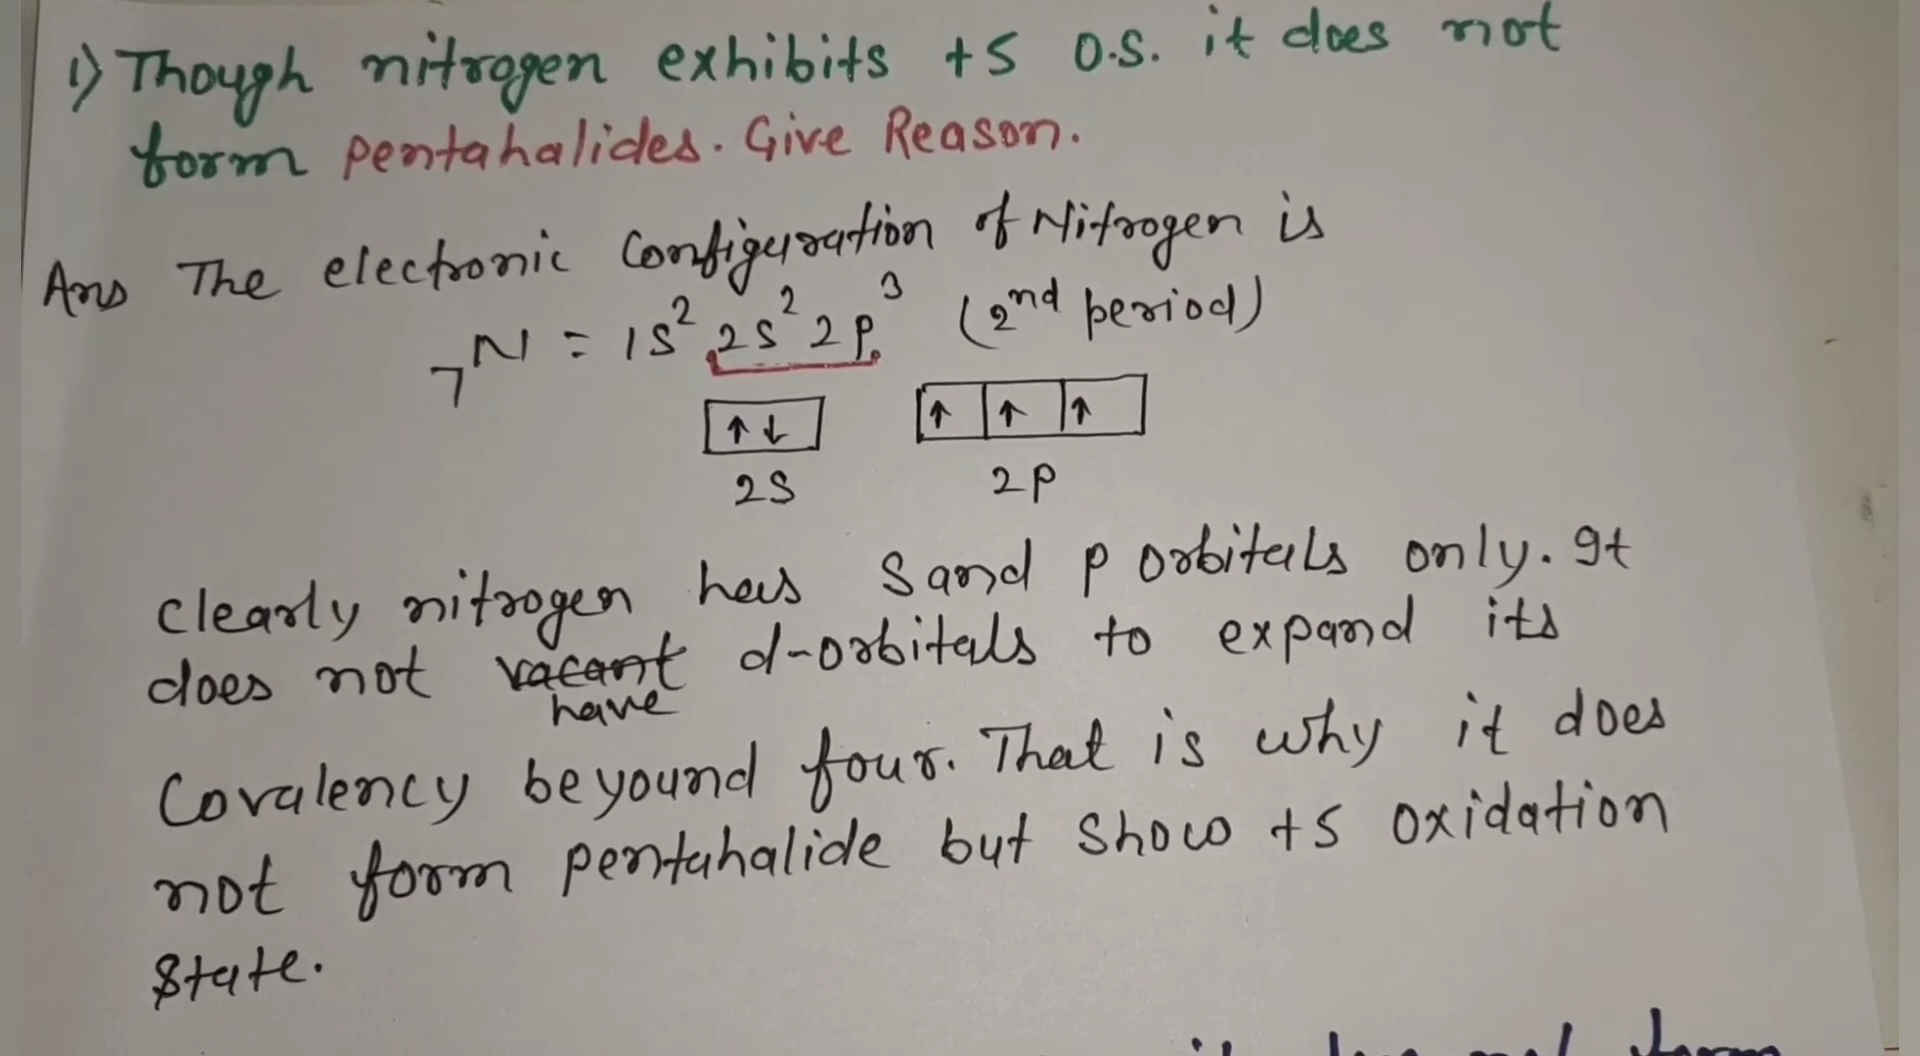 1) Though nitrogen exhibits +5 O.S. it does not
form pentahalides. Give Reason.
Ans The electronic Configuration of Nitrogen is
₇N = 1S² 2S² 2P³ (2nd period)
↑↓ ↑ ↑ ↑
2S 2P
Clearly nitrogen has S and p orbitals only. It
does not vacant d-orbitals to expand its
have
Covalency beyound four. That is why it does
not form pentahalide but show +5 oxidation
State.